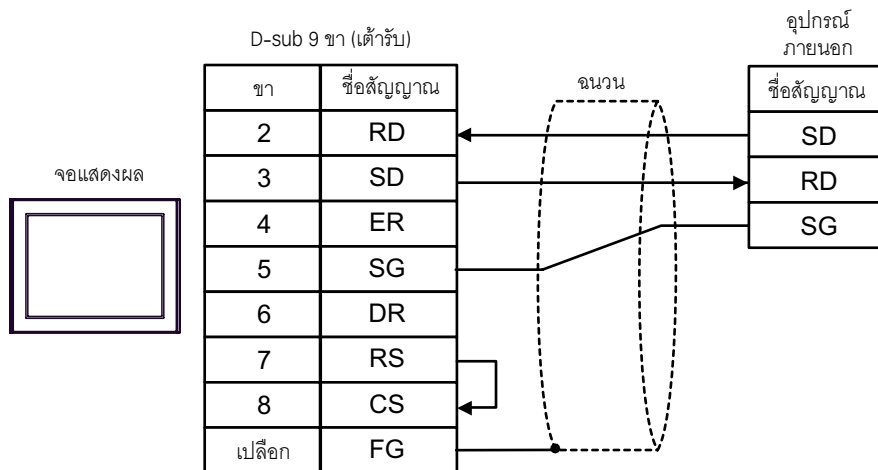 D-sub 9 ขา (เต้ารับ)
อุปกรณ์
ภายนอก
ขา ชื่อสัญญาณ
ฉนวน
ชื่อสัญญาณ
2 RD
SD
3 SD
RD
จอแสดงผล
4 ER
SG
5 SG
6 DR
7 RS
8 CS
เปลือก FG